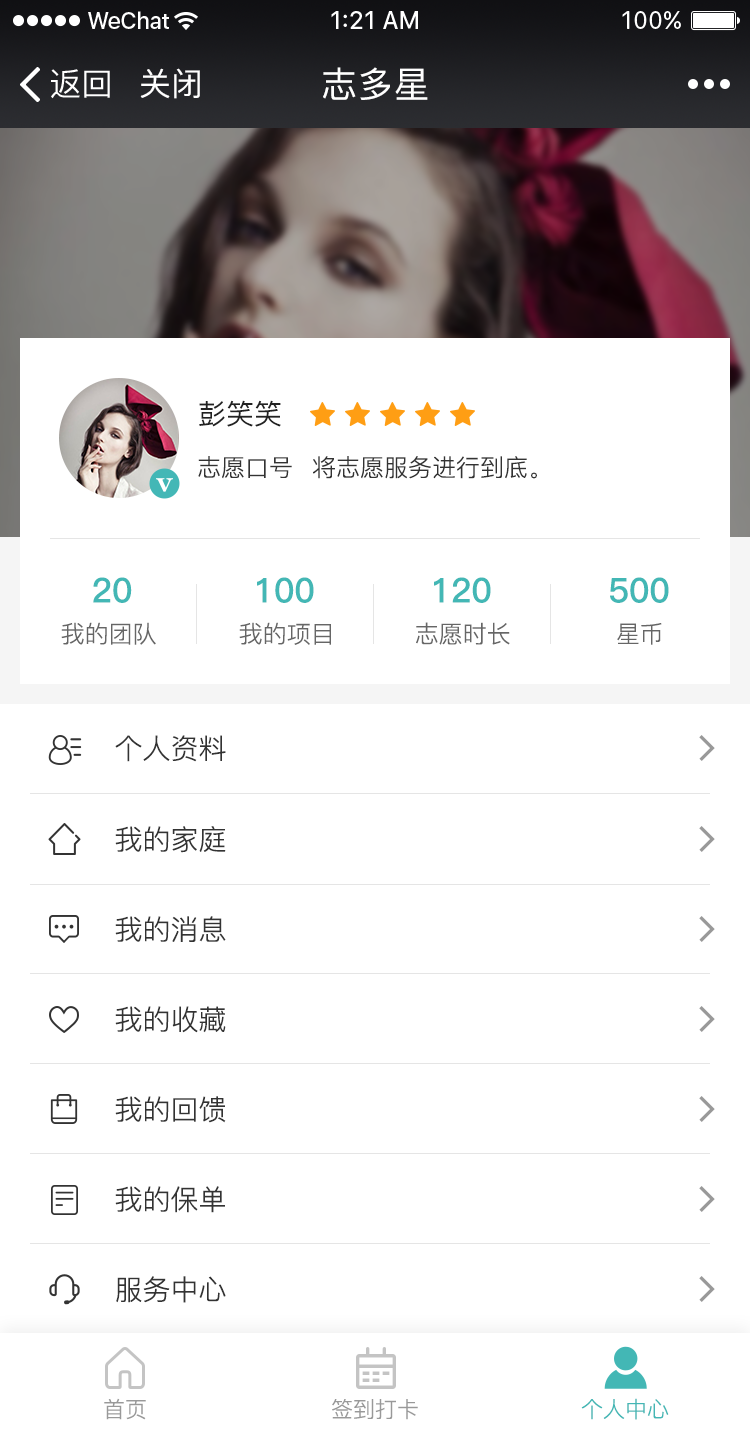 WeChat 1:21 AM 100%
返回 关闭 志多星
彭笑笑
志愿口号 将志愿服务进行到底。
20 100 120 500
我的团队 我的项目 志愿时长 星币
个人资料
我的家庭
我的消息
我的收藏
我的回馈
我的保单
服务中心
首页 签到打卡 个人中心